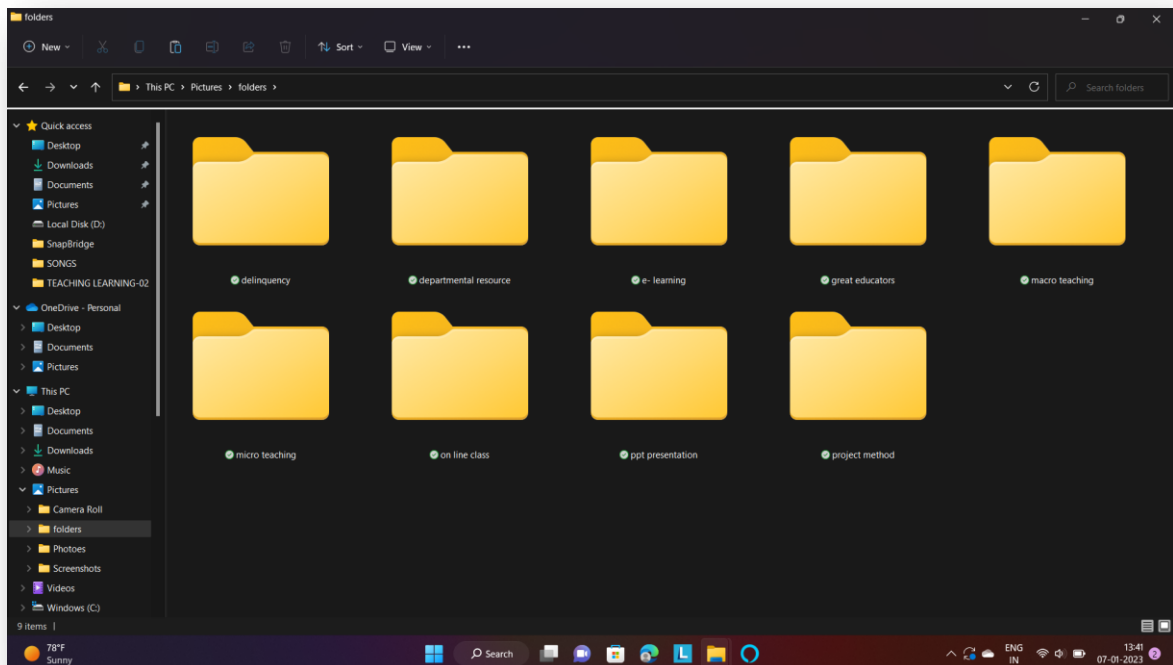 folders
New
Sort
View
This PC > Pictures > folders >
Search folders
Quick access
Desktop
Downloads
Documents
Pictures
Local Disk (D:)
SnapBridge
SONGS
TEACHING LEARNING-02
OneDrive - Personal
Desktop
Documents
Pictures
This PC
Desktop
Documents
Downloads
Music
Pictures
Camera Roll
folders
Photoes
Screenshots
Videos
Windows (C:)
delinquency
departmental resource
e- learning
great educators
macro teaching
micro teaching
on line class
ppt presentation
project method
9 items
78°F
Sunny
Search
L
ENG
IN
13:41
07-01-2023
2